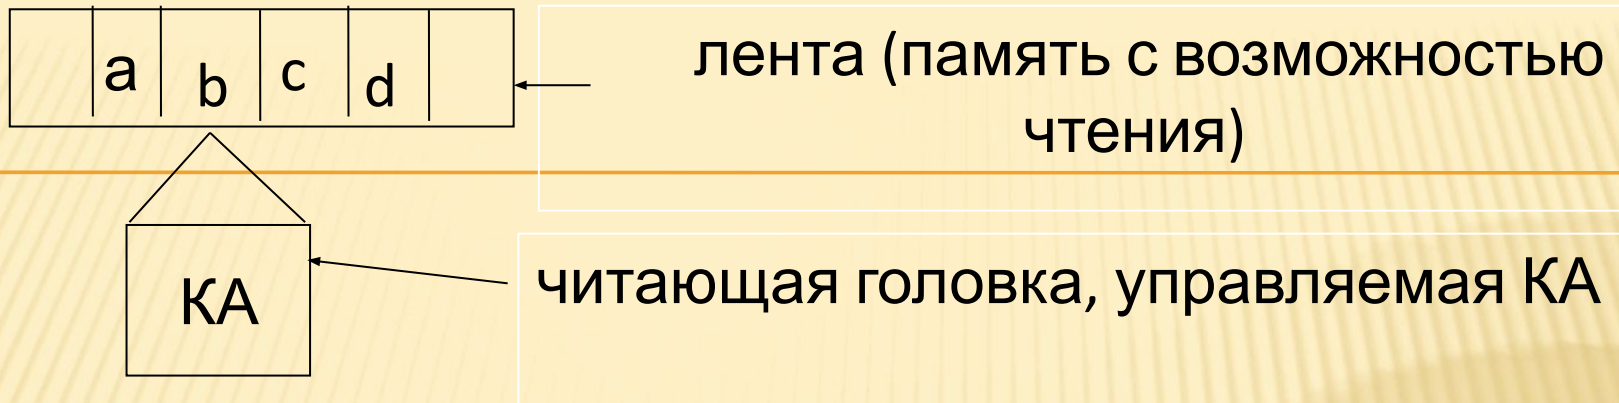 a b c d
лента (память с возможностью
чтения)
КА
читающая головка, управляемая КА